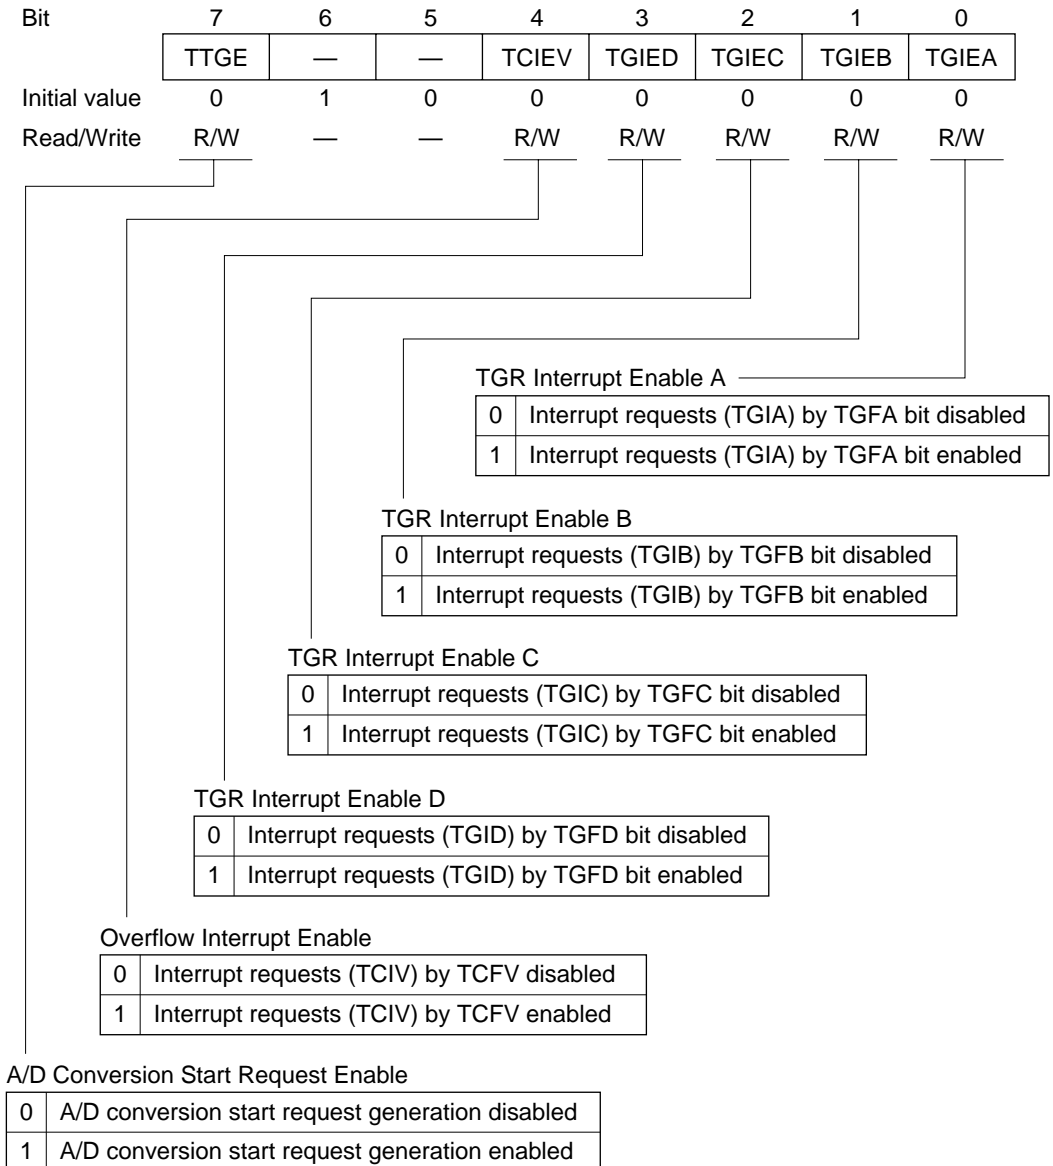 Bit 7 6 5 4 3 2 1 0
TTGE — — TCIEV TGIED TGIEC TGIEB TGIEA
Initial value 0 1 0 0 0 0 0 0
Read/Write R/W — — R/W R/W R/W R/W R/W
TGR Interrupt Enable A
0 Interrupt requests (TGIA) by TGFA bit disabled
1 Interrupt requests (TGIA) by TGFA bit enabled
TGR Interrupt Enable B
0 Interrupt requests (TGIB) by TGFB bit disabled
1 Interrupt requests (TGIB) by TGFB bit enabled
TGR Interrupt Enable C
0 Interrupt requests (TGIC) by TGFC bit disabled
1 Interrupt requests (TGIC) by TGFC bit enabled
TGR Interrupt Enable D
0 Interrupt requests (TGID) by TGFD bit disabled
1 Interrupt requests (TGID) by TGFD bit enabled
Overflow Interrupt Enable
0 Interrupt requests (TCIV) by TCFV disabled
1 Interrupt requests (TCIV) by TCFV enabled
A/D Conversion Start Request Enable
0 A/D conversion start request generation disabled
1 A/D conversion start request generation enabled